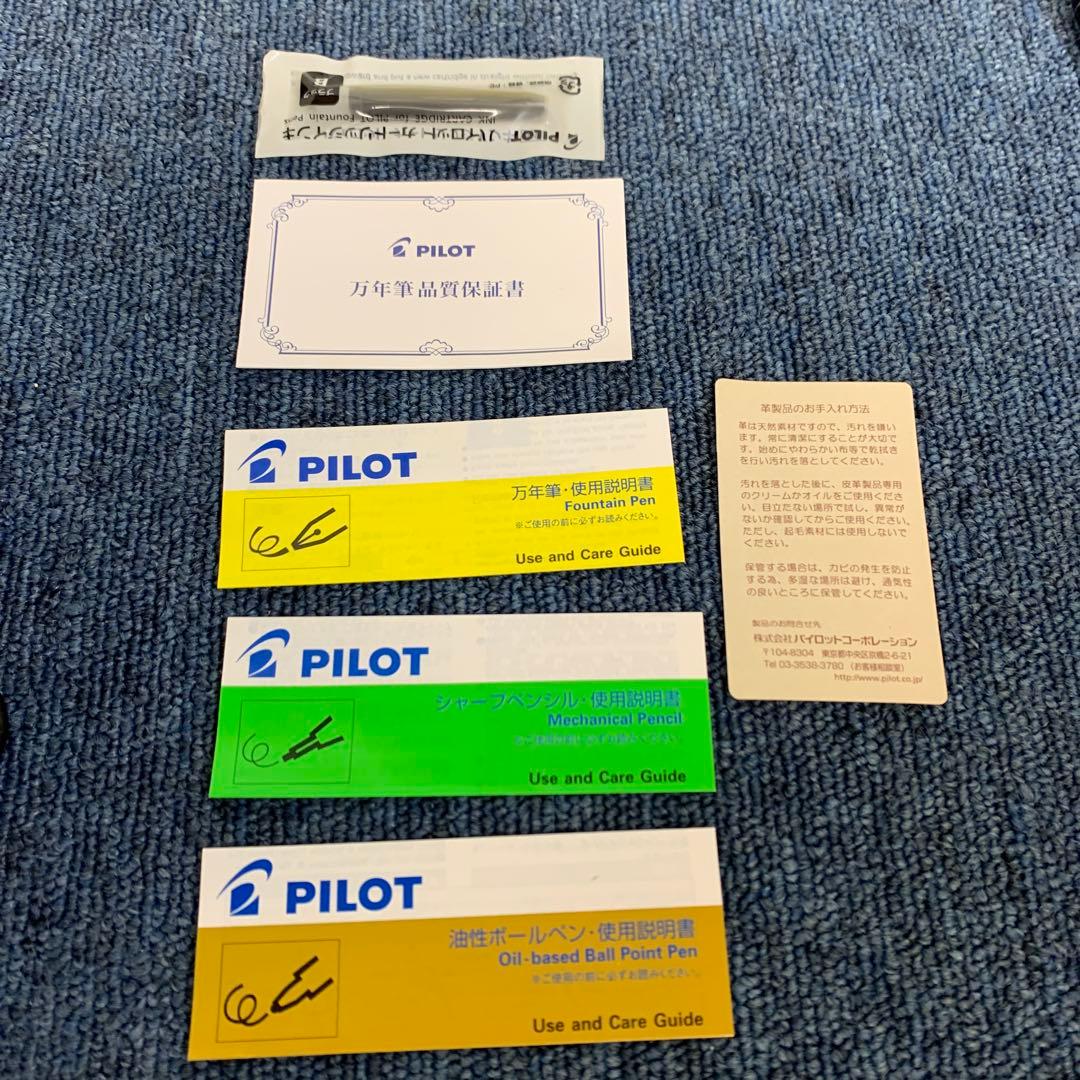 ブラック
B
INK CARTRIDGE for PILOT Fountain Pens
PILOT パイロット カートリッジインキ
PILOT
万年筆品質保証書
PILOT
万年筆・使用説明書
Fountain Pen
※ご使用の前に必ずお読みください。
Use and Care Guide
PILOT
シャープペンシル・使用説明書
Mechanical Pencil
※ご使用の前に必ずお読みください。
Use and Care Guide
PILOT
油性ボールペン・使用説明書
Oil-based Ball Point Pen
※ご使用の前に必ずお読みください。
Use and Care Guide
革製品のお手入れ方法
革は天然素材ですので、汚れを嫌い
ます。常に清潔にすることが大切で
す。始めにやわらかい布等で乾拭き
を行い汚れを落としてください。
汚れを落とした後に、皮革製品専用
のクリームかオイルをご使用くださ
い。目立たない場所で試し、異常が
ないか確認してからご使用ください。
ただし、起毛素材には使用しないで
ください。
保管する場合は、カビの発生を防止
する為、多湿な場所は避け、通気性
の良いところに保管してください。
製品のお問合せ先
株式会社パイロットコーポレーション
〒104-8304 東京都中央区京橋2-6-21
Tel 03-3538-3780 (お客様相談室)
http://www.pilot.co.jp/